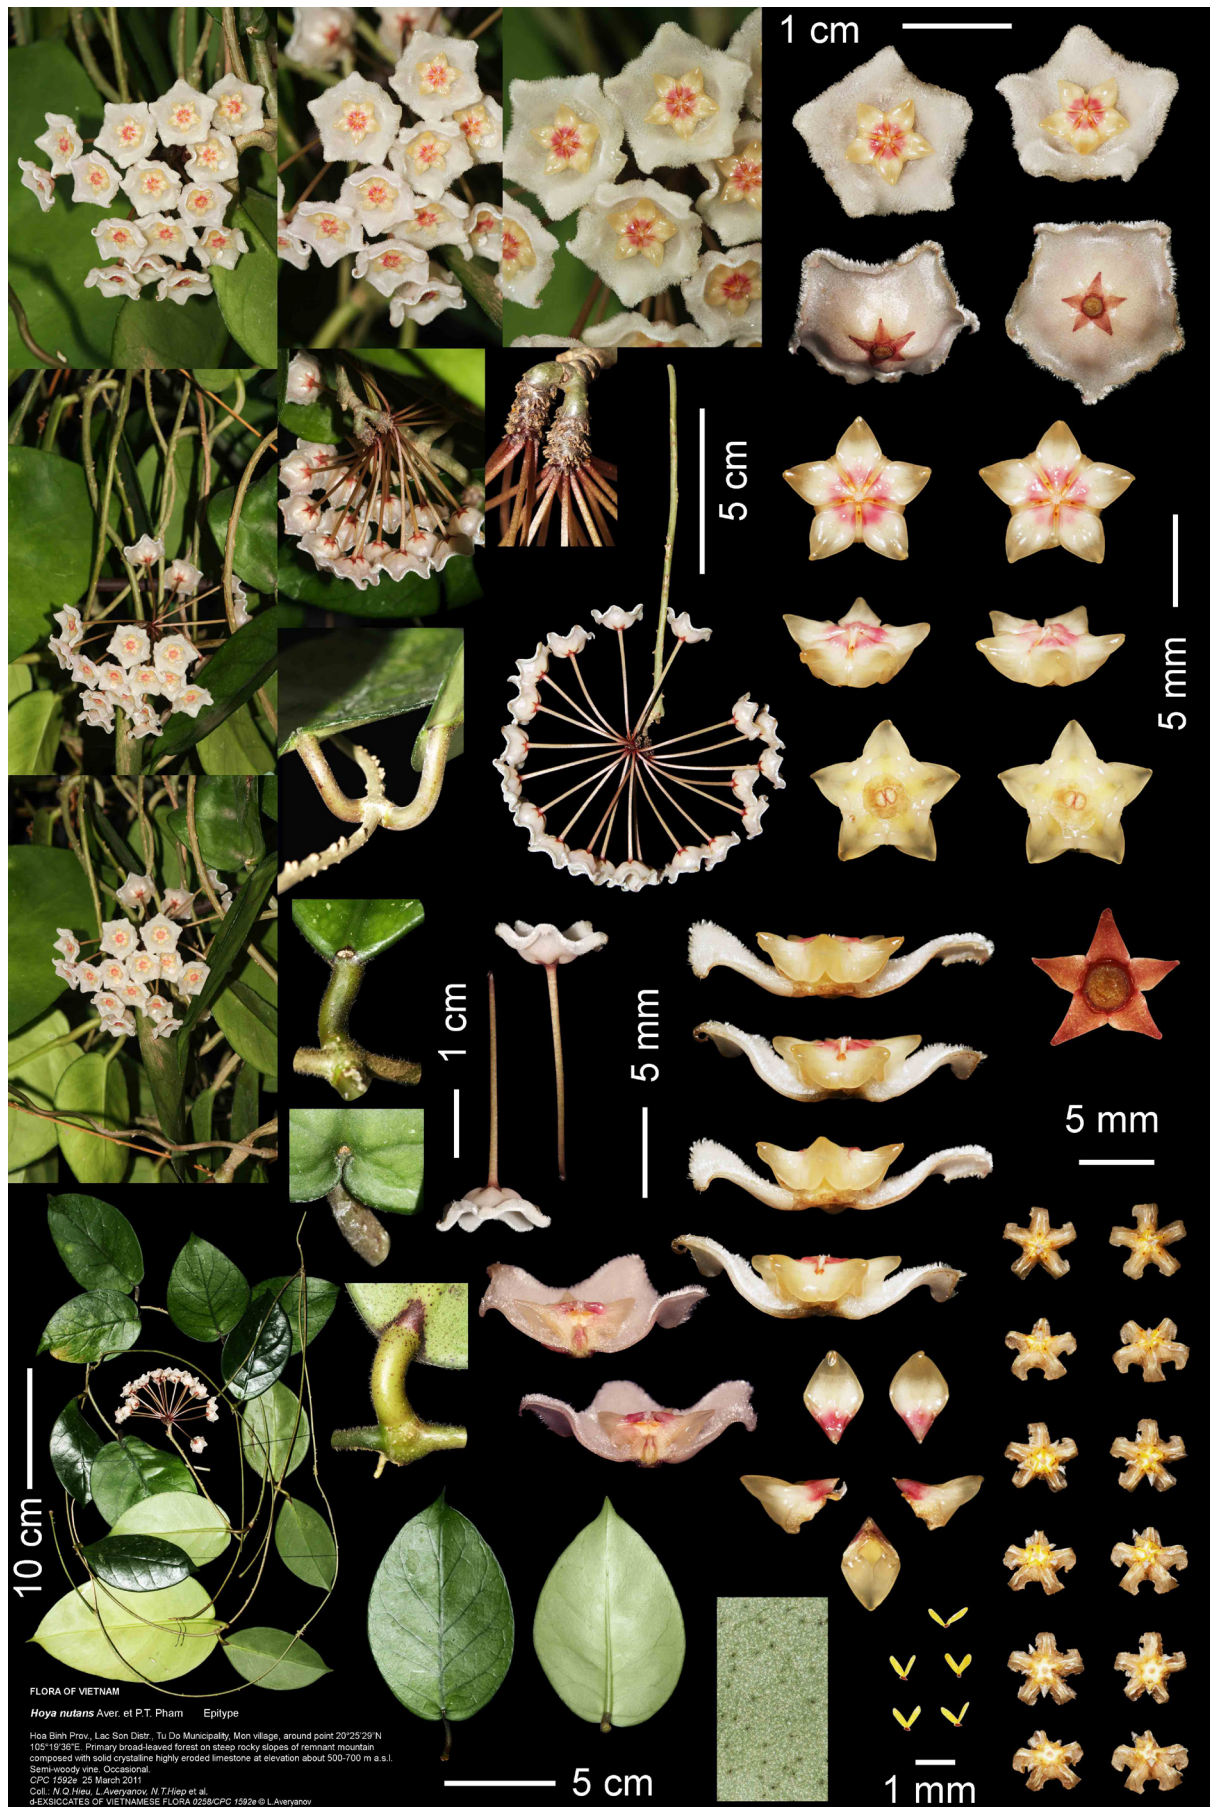 1 cm
5 cm
5 mm
1 cm
5 mm
5 mm
10 cm
5 cm
1 mm
FLORA OF VIETNAM
Hoya nutans Aver. et P.T. Pham Epitype
Hoa Binh Prov., Lac Son Distr., Tu Do Municipality, Mon village, around point 20°25'29"N
105°19'36"E. Primary broad-leaved forest on steep rocky slopes of remnant mountain
composed with solid crystalline highly eroded limestone at elevation about 500-700 m a.s.l.
Semi-woody vine. Occasional.
CPC 1592e 25 March 2011
Coll.: N.Q.Hieu, L.Averyanov, N.T.Hiep et al.
d-EXSICCATES OF VIETNAMESE FLORA 0258/CPC 1592e © L.Averyanov